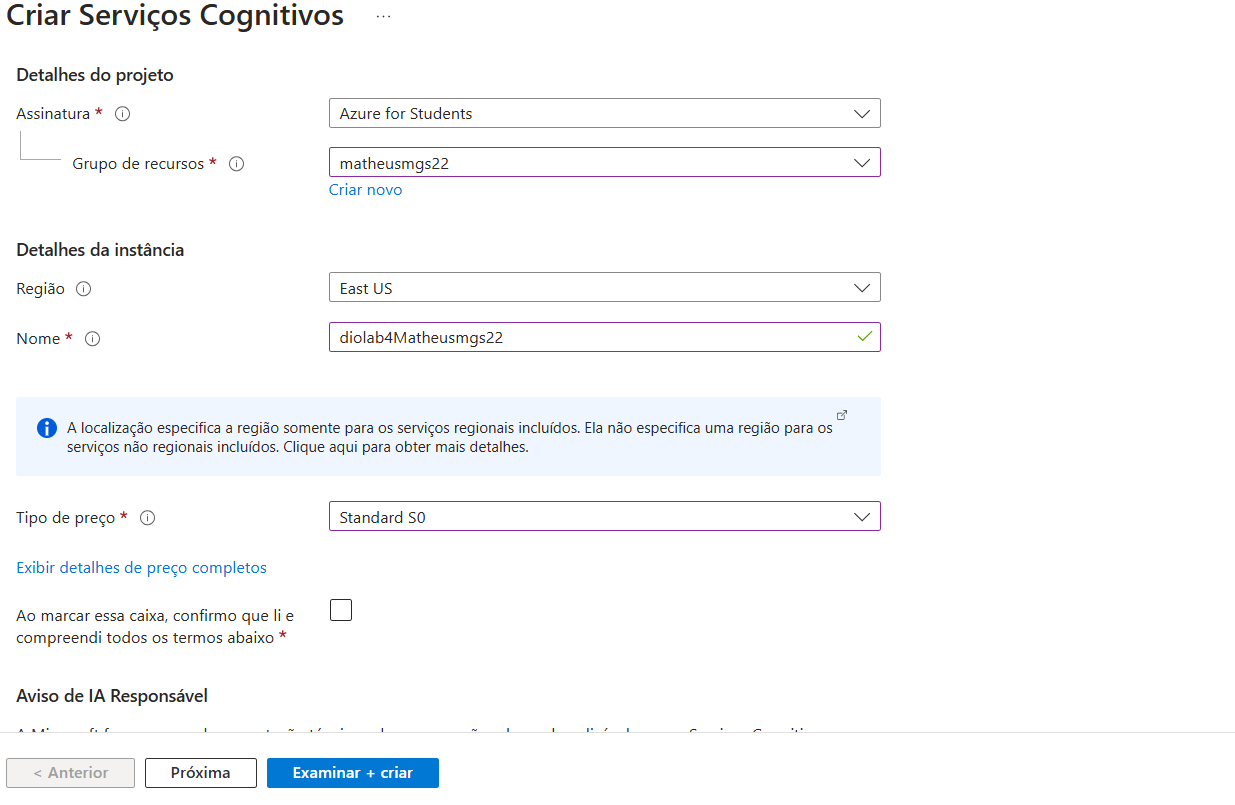 Criar Serviços Cognitivos ...
Detalhes do projeto
Assinatura *
Azure for Students
Grupo de recursos *
matheusmgs22
Criar novo
Detalhes da instância
Região
East US
Nome *
diolab4Matheusmgs22
A localização especifica a região somente para os serviços regionais incluídos. Ela não especifica uma região para os
serviços não regionais incluídos. Clique aqui para obter mais detalhes.
Tipo de preço *
Standard S0
Exibir detalhes de preço completos
Ao marcar essa caixa, confirmo que li e
compreendi todos os termos abaixo *
Aviso de IA Responsável
< Anterior
Próxima
Examinar + criar